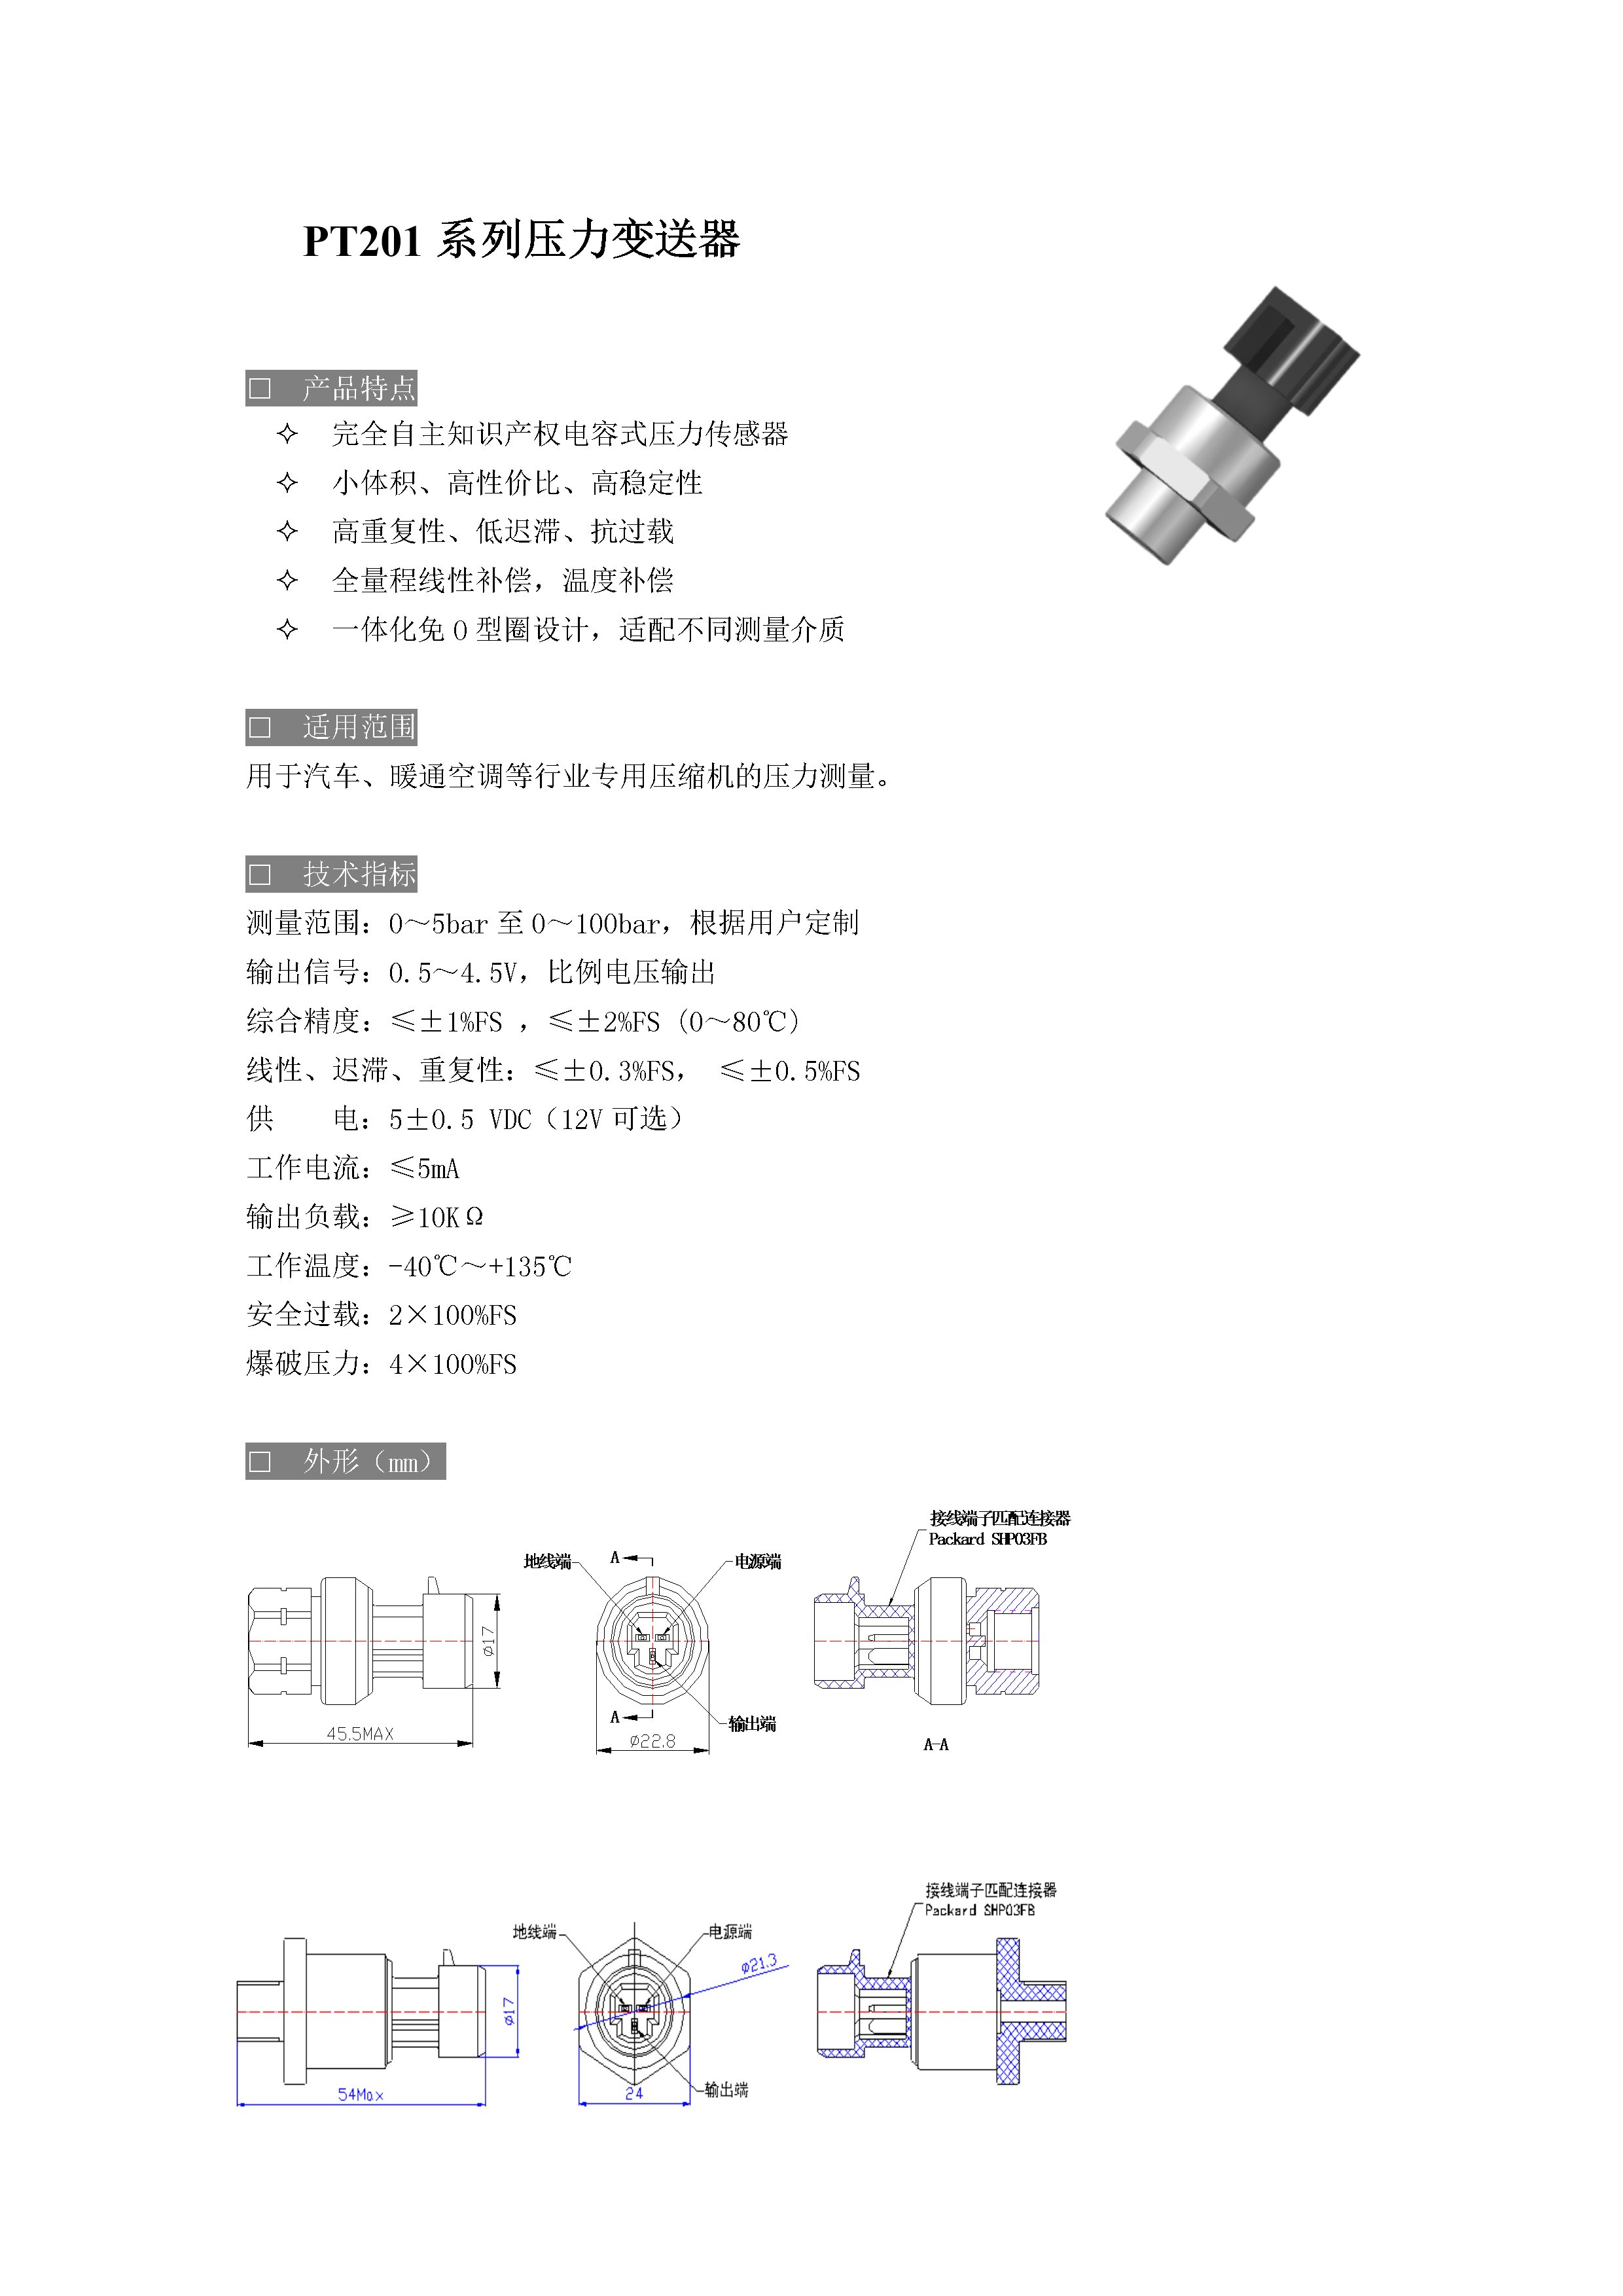 PT201 系列压力变送器
□ 产品特点
✧ 完全自主知识产权电容式压力传感器
✧ 小体积、高性价比、高稳定性
✧ 高重复性、低迟滞、抗过载
✧ 全量程线性补偿，温度补偿
✧ 一体化免 O 型圈设计，适配不同测量介质
□ 适用范围
用于汽车、暖通空调等行业专用压缩机的压力测量。
□ 技术指标
测量范围：0～5bar 至 0～100bar，根据用户定制
输出信号：0.5～4.5V，比例电压输出
综合精度：≤±1%FS ，≤±2%FS (0～80℃)
线性、迟滞、重复性：≤±0.3%FS， ≤±0.5%FS
供 电：5±0.5 VDC（12V 可选）
工作电流：≤5mA
输出负载：≥10KΩ
工作温度：-40℃～+135℃
安全过载：2×100%FS
爆破压力：4×100%FS
□ 外形（mm）
接线端子匹配连接器
Packard SHP03FB
地线端
A
电源端
ø17
45.5MAX
A
输出端
ø22.8
A-A
接线端子匹配连接器
Packard SHP03FB
地线端
电源端
ø21.3
ø17
54Max
24
输出端